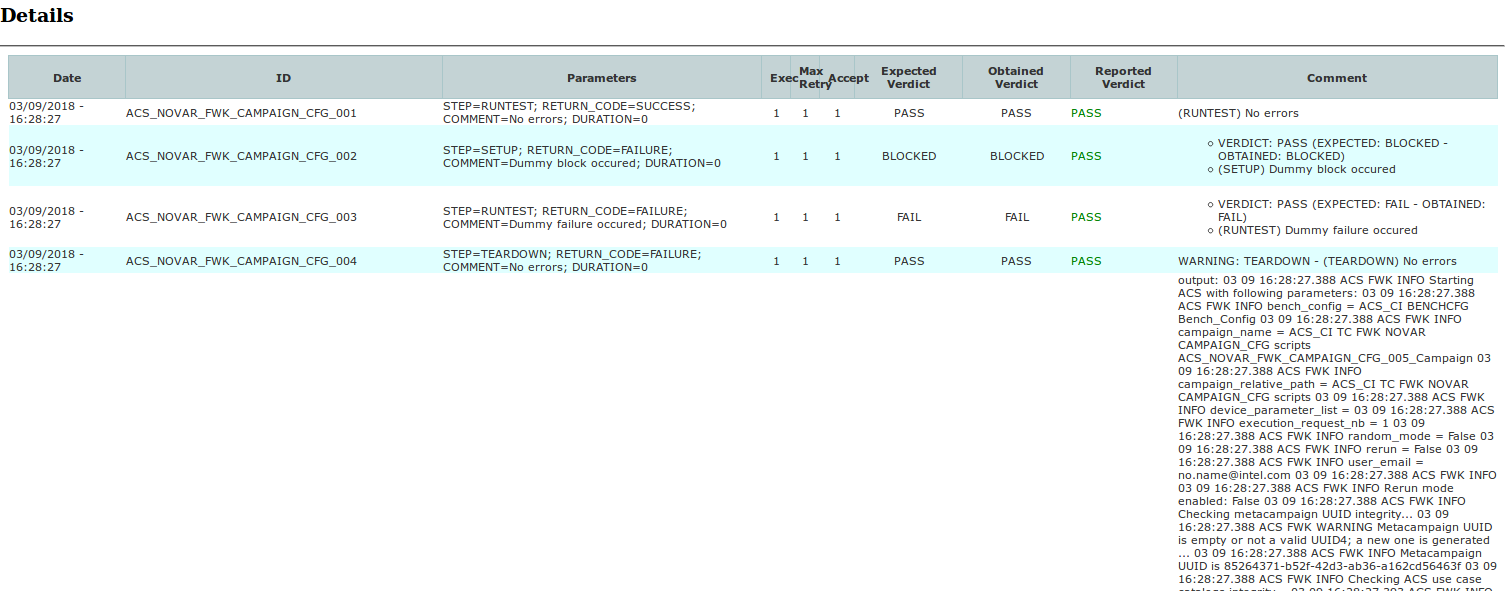 Details
Date ID Parameters Exec Max Retry Accept Expected Verdict Obtained Verdict Reported Verdict Comment
03/09/2018 -
16:28:27
ACS_NOVAR_FWK_CAMPAIGN_CFG_001
STEP=RUNTEST; RETURN_CODE=SUCCESS;
COMMENT=No errors; DURATION=0
1 1 1 PASS PASS PASS (RUNTEST) No errors
03/09/2018 -
16:28:27
ACS_NOVAR_FWK_CAMPAIGN_CFG_002
STEP=SETUP; RETURN_CODE=FAILURE;
COMMENT=Dummy block occured; DURATION=0
1 1 1 BLOCKED BLOCKED PASS
VERDICT: PASS (EXPECTED: BLOCKED -
OBTAINED: BLOCKED)
(SETUP) Dummy block occured
03/09/2018 -
16:28:27
ACS_NOVAR_FWK_CAMPAIGN_CFG_003
STEP=RUNTEST; RETURN_CODE=FAILURE;
COMMENT=Dummy failure occured; DURATION=0
1 1 1 FAIL FAIL PASS
VERDICT: PASS (EXPECTED: FAIL - OBTAINED:
FAIL)
(RUNTEST) Dummy failure occured
03/09/2018 -
16:28:27
ACS_NOVAR_FWK_CAMPAIGN_CFG_004
STEP=TEARDOWN; RETURN_CODE=FAILURE;
COMMENT=No errors; DURATION=0
1 1 1 PASS PASS PASS WARNING: TEARDOWN - (TEARDOWN) No errors
output: 03 09 16:28:27.388 ACS FWK INFO Starting
ACS with following parameters: 03 09 16:28:27.388
ACS FWK INFO bench_config = ACS_CI BENCHCFG
Bench_Config 03 09 16:28:27.388 ACS FWK INFO
campaign_name = ACS_CI TC FWK NOVAR
CAMPAIGN_CFG scripts
ACS_NOVAR_FWK_CAMPAIGN_CFG_005_Campaign 03
09 16:28:27.388 ACS FWK INFO
campaign_relative_path = ACS_CI TC FWK NOVAR
CAMPAIGN_CFG scripts 03 09 16:28:27.388 ACS FWK
INFO device_parameter_list = 03 09 16:28:27.388 ACS
FWK INFO execution_request_nb = 1 03 09
16:28:27.388 ACS FWK INFO random_mode = False 03
09 16:28:27.388 ACS FWK INFO rerun = False 03 09
16:28:27.388 ACS FWK INFO user_email =
no.name@intel.com 03 09 16:28:27.388 ACS FWK INFO
03 09 16:28:27.388 ACS FWK INFO Rerun mode
enabled: False 03 09 16:28:27.388 ACS FWK INFO
Checking metacampaign UUID integrity... 03 09
16:28:27.388 ACS FWK WARNING Metacampaign UUID
is empty or not a valid UUID4; a new one is generated
... 03 09 16:28:27.388 ACS FWK INFO Metacampaign
UUID is 85264371-b52f-42d3-ab36-a162cd56463f 03 09
16:28:27.388 ACS FWK INFO Checking ACS use case